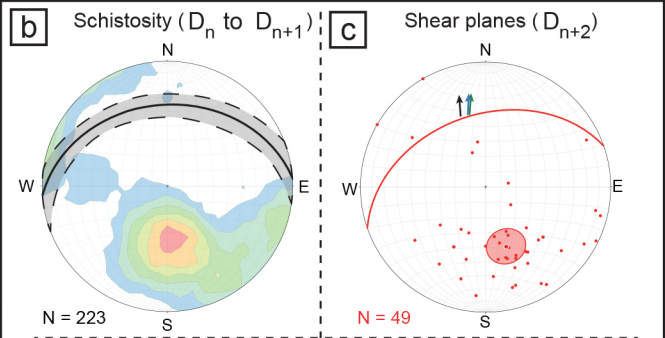 b Schistosity (Dn to Dn+1)
N
W
E
S
N = 223
c Shear planes (Dn+2)
N
W
E
S
N = 49